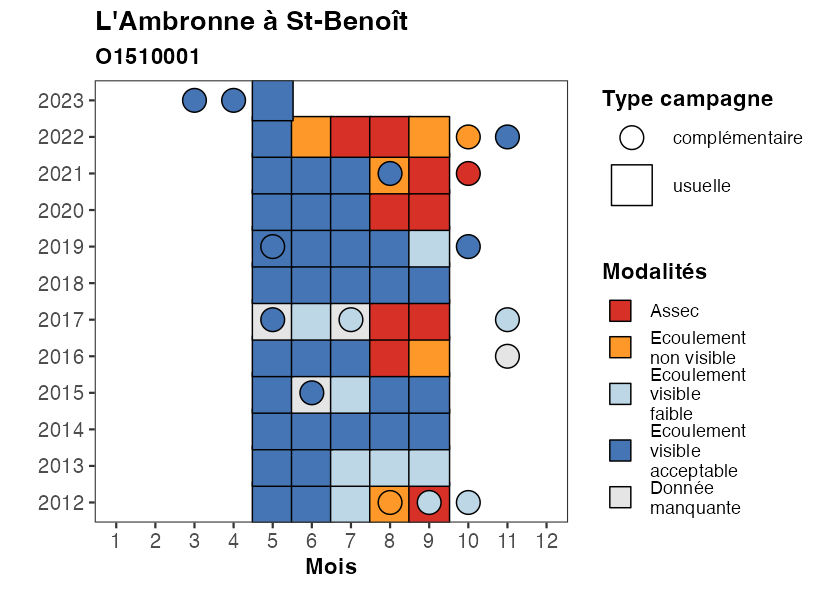 L'Ambronne à St-Benoît
O1510001
2023
2022
2021
2020
2019
2018
2017
2016
2015
2014
2013
2012
1 2 3 4 5 6 7 8 9 10 11 12
Mois
Type campagne
complémentaire
usuelle
Modalités
Assec
Ecoulement
non visible
Ecoulement
visible
faible
Ecoulement
visible
acceptable
Donnée
manquante